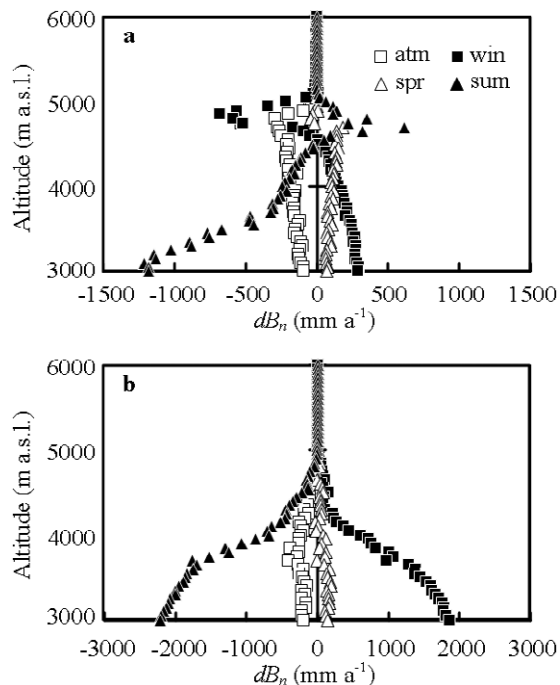 6000
a
□ atm ■ win
△ spr ▲ sum
5000
Altitude (m a.s.l.)
4000
3000
-1500 -1000 -500 0 500 1000 1500
dBn (mm a-1)
6000
b
5000
Altitude (m a.s.l.)
4000
3000
-3000 -2000 -1000 0 1000 2000 3000
dBn (mm a-1)